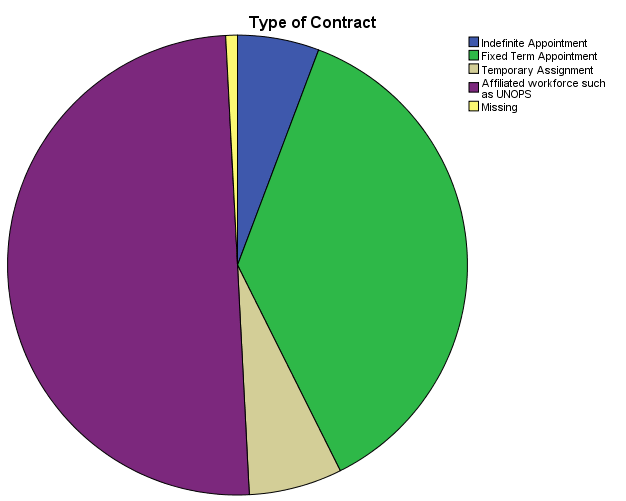 Type of Contract
Indefinite Appointment
Fixed Term Appointment
Temporary Assignment
Affiliated workforce such
as UNOPS
Missing